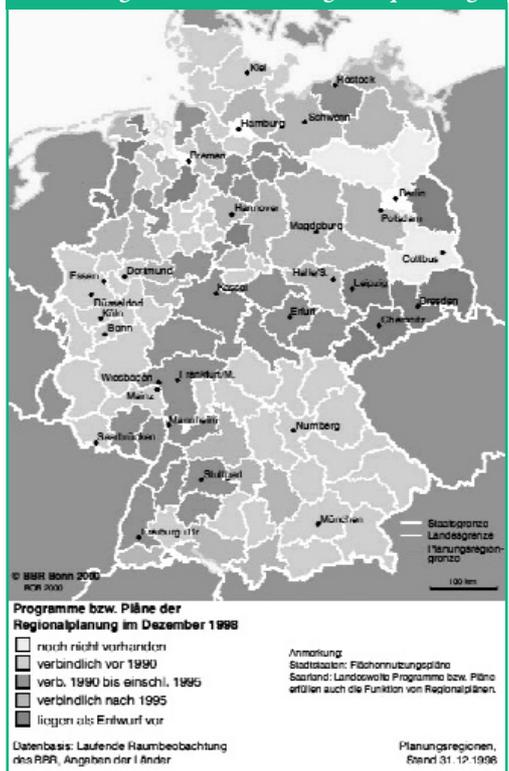 Kiel
Rostock
Schwerin
Hamburg
Bremen
Berlin
Hannover
Potsdam
Magdeburg
Cottbus
Essen
Dortmund
Halle/S.
Leipzig
Kassel
Düsseldorf
Dresden
Köln
Erfurt
Chemnitz
Bonn
Wiesbaden
Frankfurt/M.
Mainz
Mannheim
Nürnberg
Saarbrücken
Stuttgart
München
Freiburg i.Br.
Staatsgrenze
Landesgrenze
Planungsregion-
grenze
100 km
© BBR Bonn 2000
ROB 2000
Programme bzw. Pläne der
Regionalplanung im Dezember 1998
noch nicht vorhanden
verbindlich vor 1990
verb. 1990 bis einschl. 1995
verbindlich nach 1995
liegen als Entwurf vor
Anmerkung:
Stadtstaaten: Flächennutzungspläne
Saarland: Landesweite Programme bzw. Pläne
erfüllen auch die Funktion von Regionalplänen.
Datenbasis: Laufende Raumbeobachtung
des BBR, Angaben der Länder
Planungsregionen,
Stand 31.12.1998